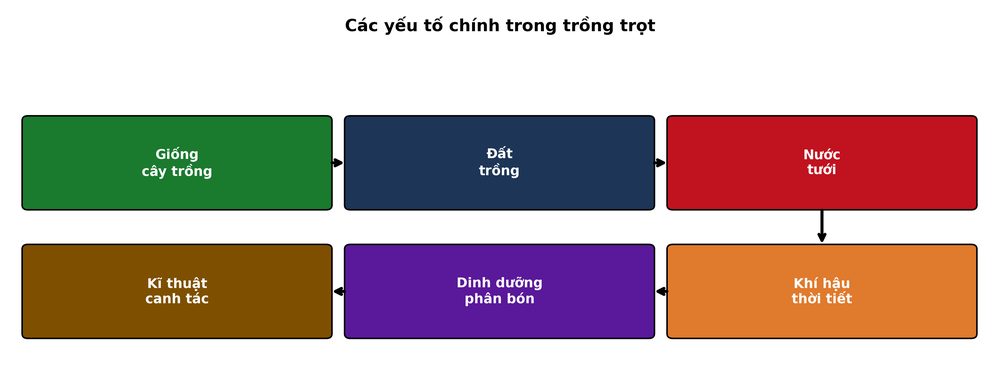 Các yếu tố chính trong trồng trọt
Giống
cây trồng
Đất
trồng
Nước
tưới
Kĩ thuật
canh tác
Dinh dưỡng
phân bón
Khí hậu
thời tiết